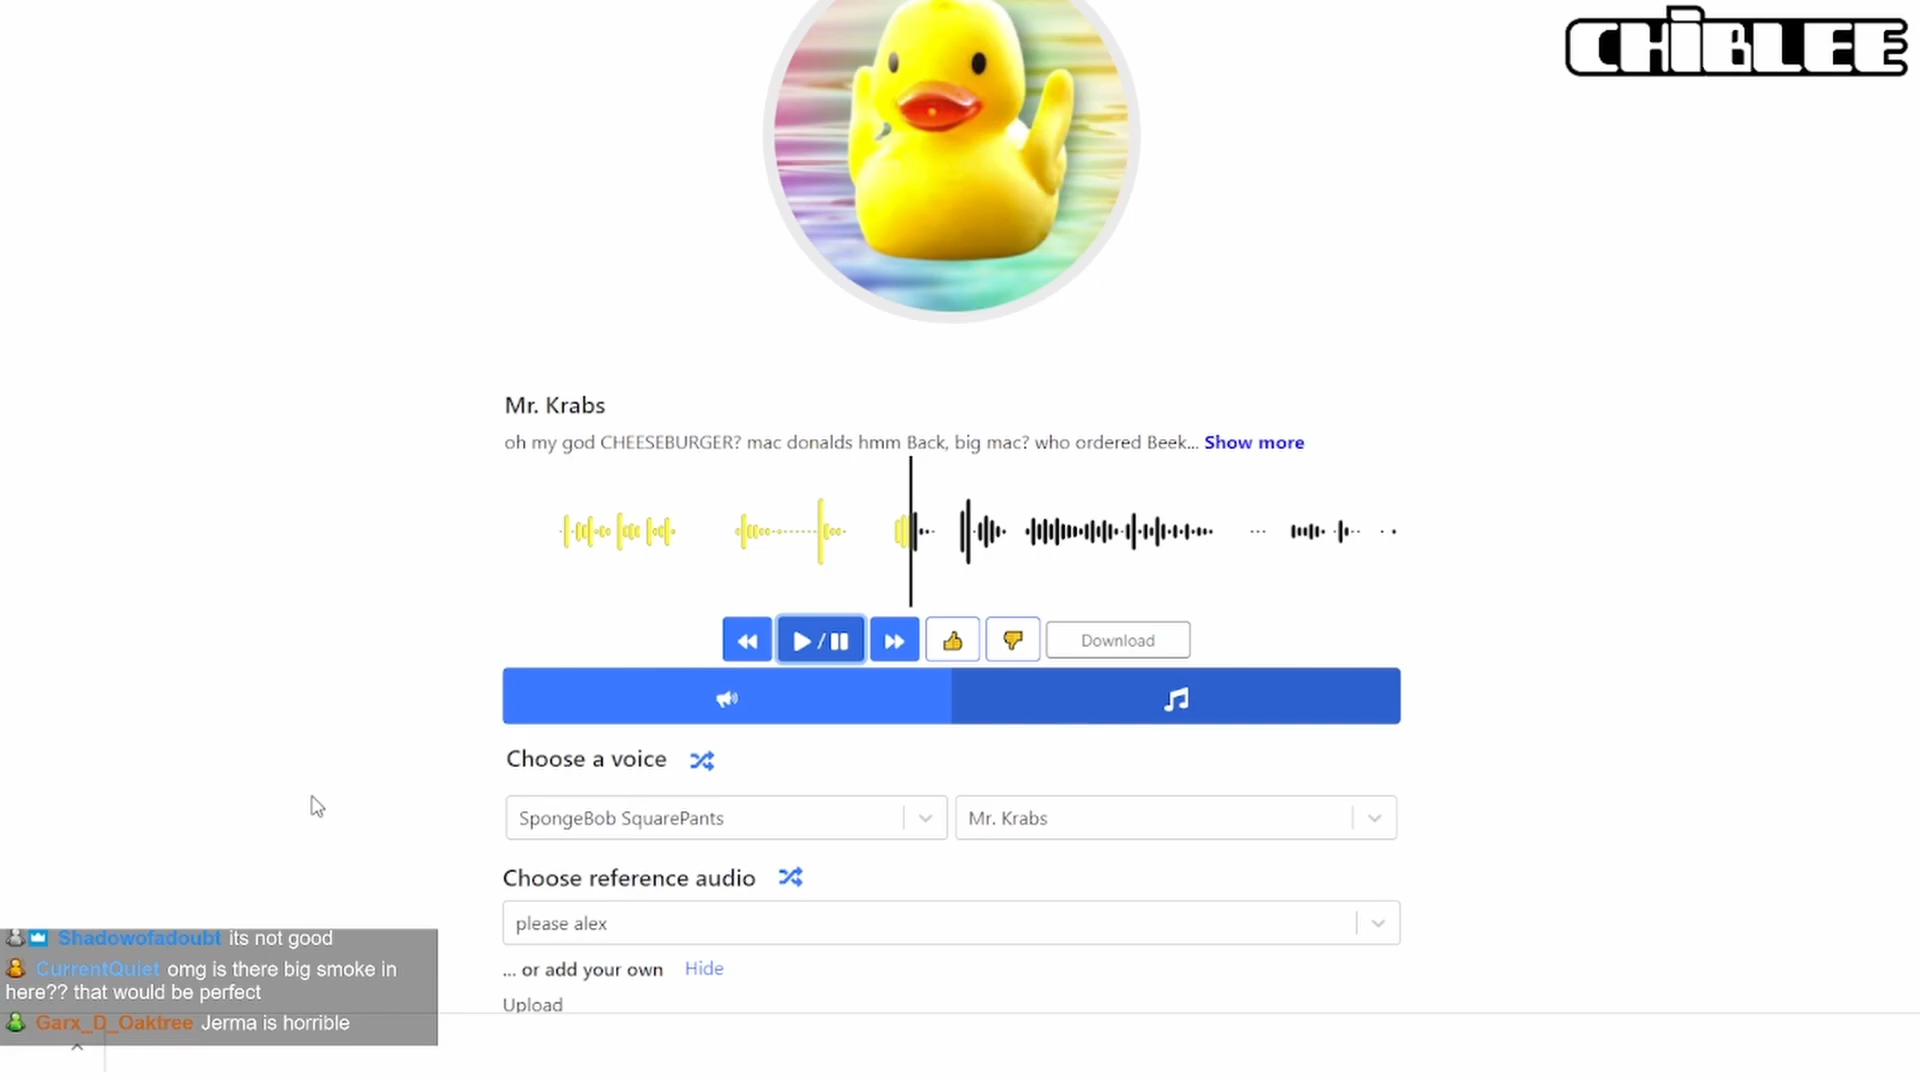 CHiBLEE
Mr. Krabs
oh my god CHEESEBURGER? mac donalds hmm Back, big mac? who ordered Beek... Show more
Download
Choose a voice
SpongeBob SquarePants
Mr. Krabs
Choose reference audio
please alex
... or add your own Hide
Upload
Shadowofadoubt its not good
CurrentQuiet omg is there big smoke in
here?? that would be perfect
Garx_D_Oaktree Jerma is horrible